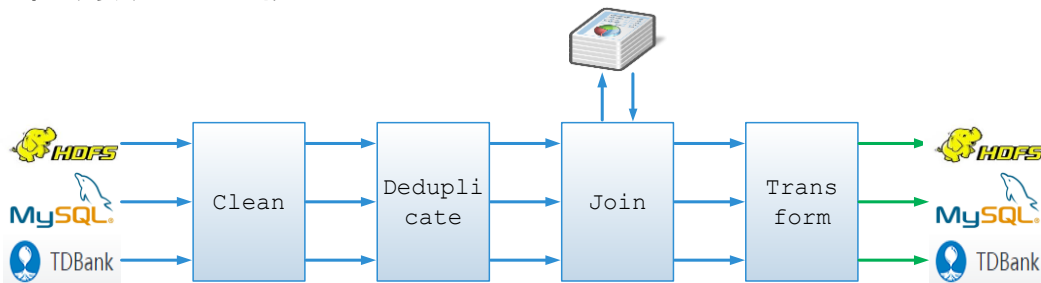 HDFS
MySQL
TDBank
Clean
Dedupli
cate
Join
Trans
form
HDFS
MySQL
TDBank